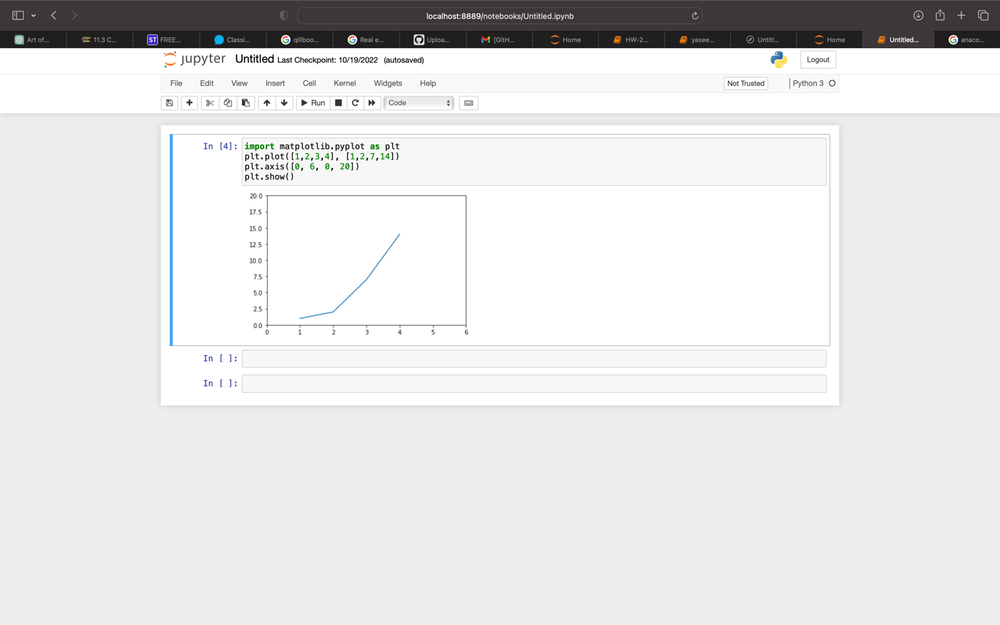 localhost:8889/notebooks/Untitled.ipynb
Art of... 11.3 C... ST FREE... Classi... qillboo... Real e... Uploa... [GitH... Home HW-2... yasee... Untitl... Home Untitled... anaco...
jupyter Untitled Last Checkpoint: 10/19/2022 (autosaved) Logout
File Edit View Insert Cell Kernel Widgets Help Not Trusted Python 3
Run Code
In [4]: import matplotlib.pyplot as plt
plt.plot([1,2,3,4], [1,2,7,14])
plt.axis([0, 6, 0, 20])
plt.show()
20.0
17.5
15.0
12.5
10.0
7.5
5.0
2.5
0.0
0 1 2 3 4 5 6
In [ ]:
In [ ]: